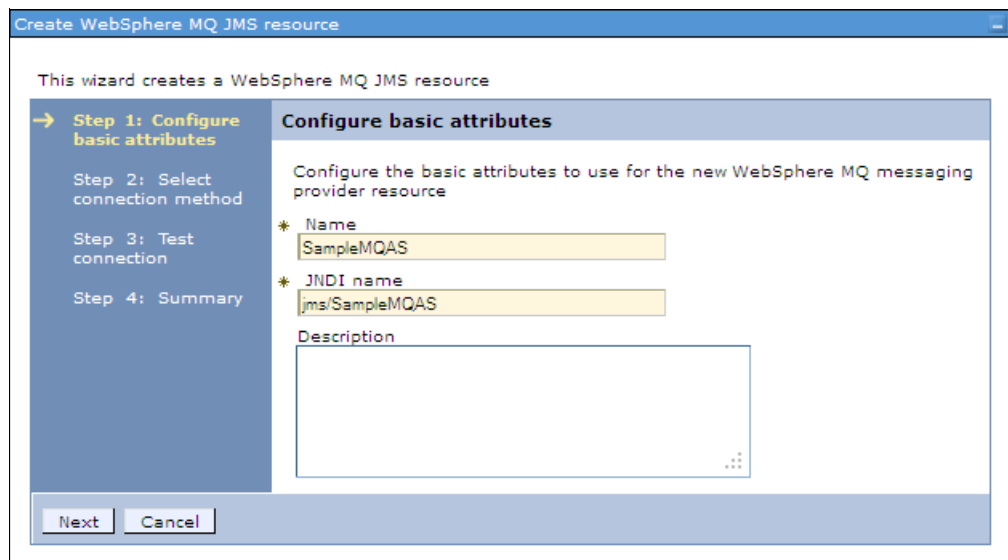 Create WebSphere MQ JMS resource
This wizard creates a WebSphere MQ JMS resource
Step 1: Configure
basic attributes
Step 2: Select
connection method
Step 3: Test
connection
Step 4: Summary
Configure basic attributes
Configure the basic attributes to use for the new WebSphere MQ messaging
provider resource
* Name
SampleMQAS
* JNDI name
jms/SampleMQAS
Description
Next Cancel